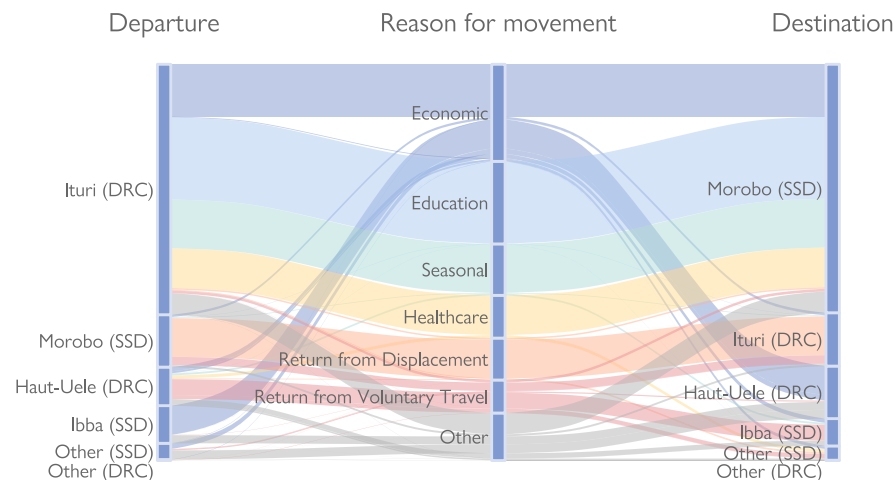 Departure
Reason for movement
Destination
Economic
Ituri (DRC)
Morobo (SSD)
Education
Seasonal
Healthcare
Morobo (SSD)
Ituri (DRC)
Return from Displacement
Haut-Uele (DRC)
Haut-Uele (DRC)
Return from Voluntary Travel
Ibba (SSD)
Ibba (SSD)
Other
Other (SSD)
Other (SSD)
Other (DRC)
Other (DRC)